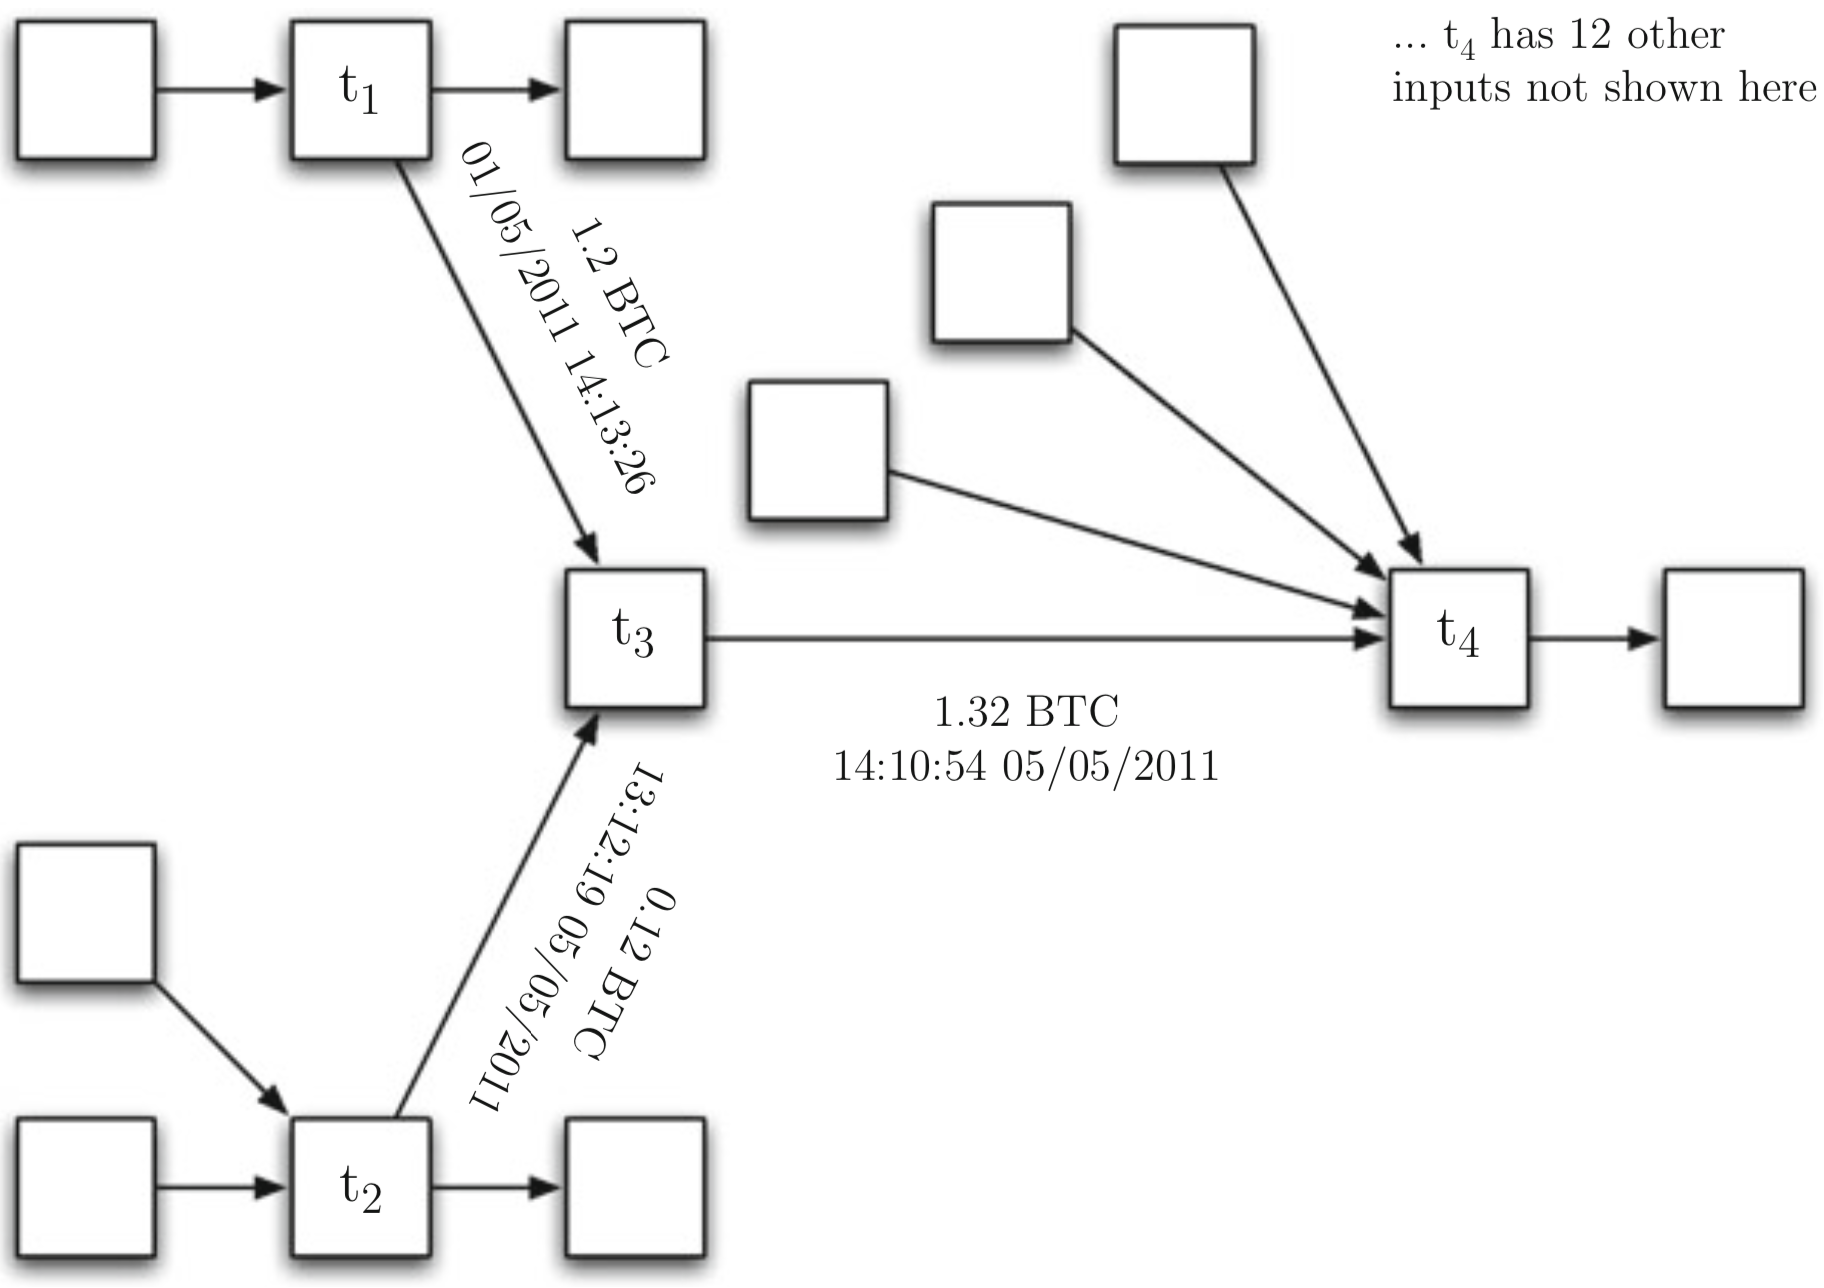 ... t₄ has 12 other
inputs not shown here
t₁
1.2 BTC
01/05/2011 14:13:26
t₃
t₄
1.32 BTC
14:10:54 05/05/2011
13:12:19 05/05/2011
0.12 BTC
t₂